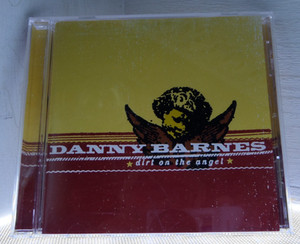 DANNY BARNES
dirt on the angel